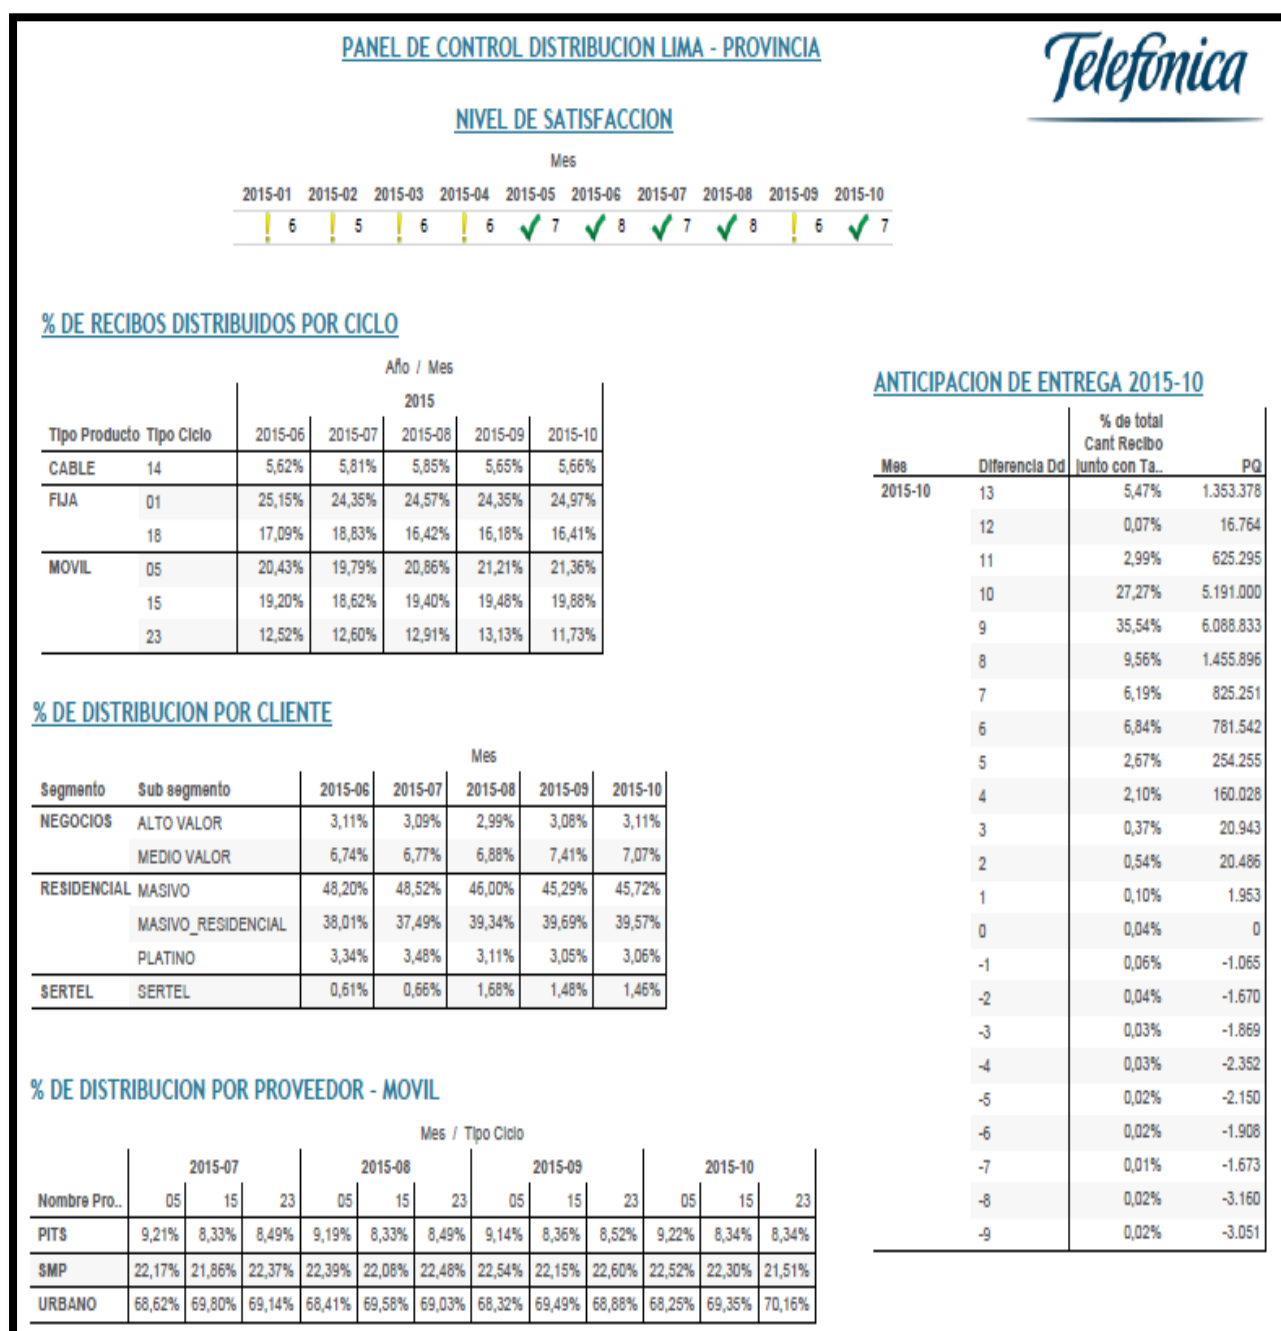 PANEL DE CONTROL DISTRIBUCION LIMA - PROVINCIA
Telefónica
NIVEL DE SATISFACCION
Mes
2015-01 2015-02 2015-03 2015-04 2015-05 2015-06 2015-07 2015-08 2015-09 2015-10
6 5 6 6 7 8 7 8 6 7
% DE RECIBOS DISTRIBUIDOS POR CICLO
Año / Mes
2015
Tipo Producto Tipo Ciclo 2015-06 2015-07 2015-08 2015-09 2015-10
CABLE 14 5,62% 5,81% 5,85% 5,65% 5,66%
FIJA 01 25,15% 24,35% 24,57% 24,35% 24,97%
18 17,09% 18,83% 16,42% 16,18% 16,41%
MOVIL 05 20,43% 19,79% 20,86% 21,21% 21,36%
15 19,20% 18,62% 19,40% 19,48% 19,88%
23 12,52% 12,60% 12,91% 13,13% 11,73%
% DE DISTRIBUCION POR CLIENTE
Mes
Segmento Sub segmento 2015-06 2015-07 2015-08 2015-09 2015-10
NEGOCIOS ALTO VALOR 3,11% 3,09% 2,99% 3,08% 3,11%
MEDIO VALOR 6,74% 6,77% 6,88% 7,41% 7,07%
RESIDENCIAL MASIVO 48,20% 48,52% 46,00% 45,29% 45,72%
MASIVO_RESIDENCIAL 38,01% 37,49% 39,34% 39,69% 39,57%
PLATINO 3,34% 3,48% 3,11% 3,05% 3,06%
SERTEL SERTEL 0,61% 0,66% 1,68% 1,48% 1,46%
% DE DISTRIBUCION POR PROVEEDOR - MOVIL
Mes / Tipo Ciclo
2015-07 2015-08 2015-09 2015-10
Nombre Pro.. 05 15 23 05 15 23 05 15 23 05 15 23
PITS 9,21% 8,33% 8,49% 9,19% 8,33% 8,49% 9,14% 8,36% 8,52% 9,22% 8,34% 8,34%
SMP 22,17% 21,86% 22,37% 22,39% 22,08% 22,48% 22,54% 22,15% 22,60% 22,52% 22,30% 21,51%
URBANO 68,62% 69,80% 69,14% 68,41% 69,58% 69,03% 68,32% 69,49% 68,88% 68,25% 69,35% 70,16%
ANTICIPACION DE ENTREGA 2015-10
% de total
Cant Recibo
Mes Diferencia Dd junto con Ta.. PQ
2015-10 13 5,47% 1.353.378
12 0,07% 16.764
11 2,99% 625.295
10 27,27% 5.191.000
9 35,54% 6.088.833
8 9,56% 1.455.896
7 6,19% 825.251
6 6,84% 781.542
5 2,67% 254.255
4 2,10% 160.028
3 0,37% 20.943
2 0,54% 20.486
1 0,10% 1.953
0 0,04% 0
-1 0,06% -1.065
-2 0,04% -1.670
-3 0,03% -1.869
-4 0,03% -2.352
-5 0,02% -2.150
-6 0,02% -1.908
-7 0,01% -1.673
-8 0,02% -3.160
-9 0,02% -3.051